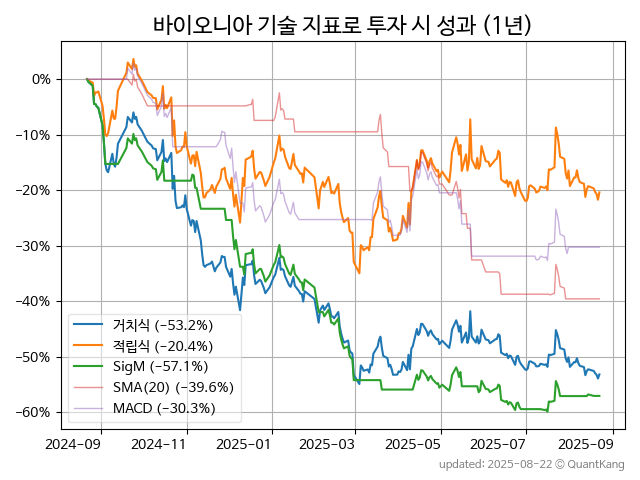 바이오니아 기술 지표로 투자 시 성과 (1년)
0%
−10%
−20%
−30%
−40%
−50%
−60%
거치식 (−53.2%)
적립식 (−20.4%)
SigM (−57.1%)
SMA(20) (−39.6%)
MACD (−30.3%)
2024-09 2024-11 2025-01 2025-03 2025-05 2025-07 2025-09
updated: 2025-08-22 © QuantKang